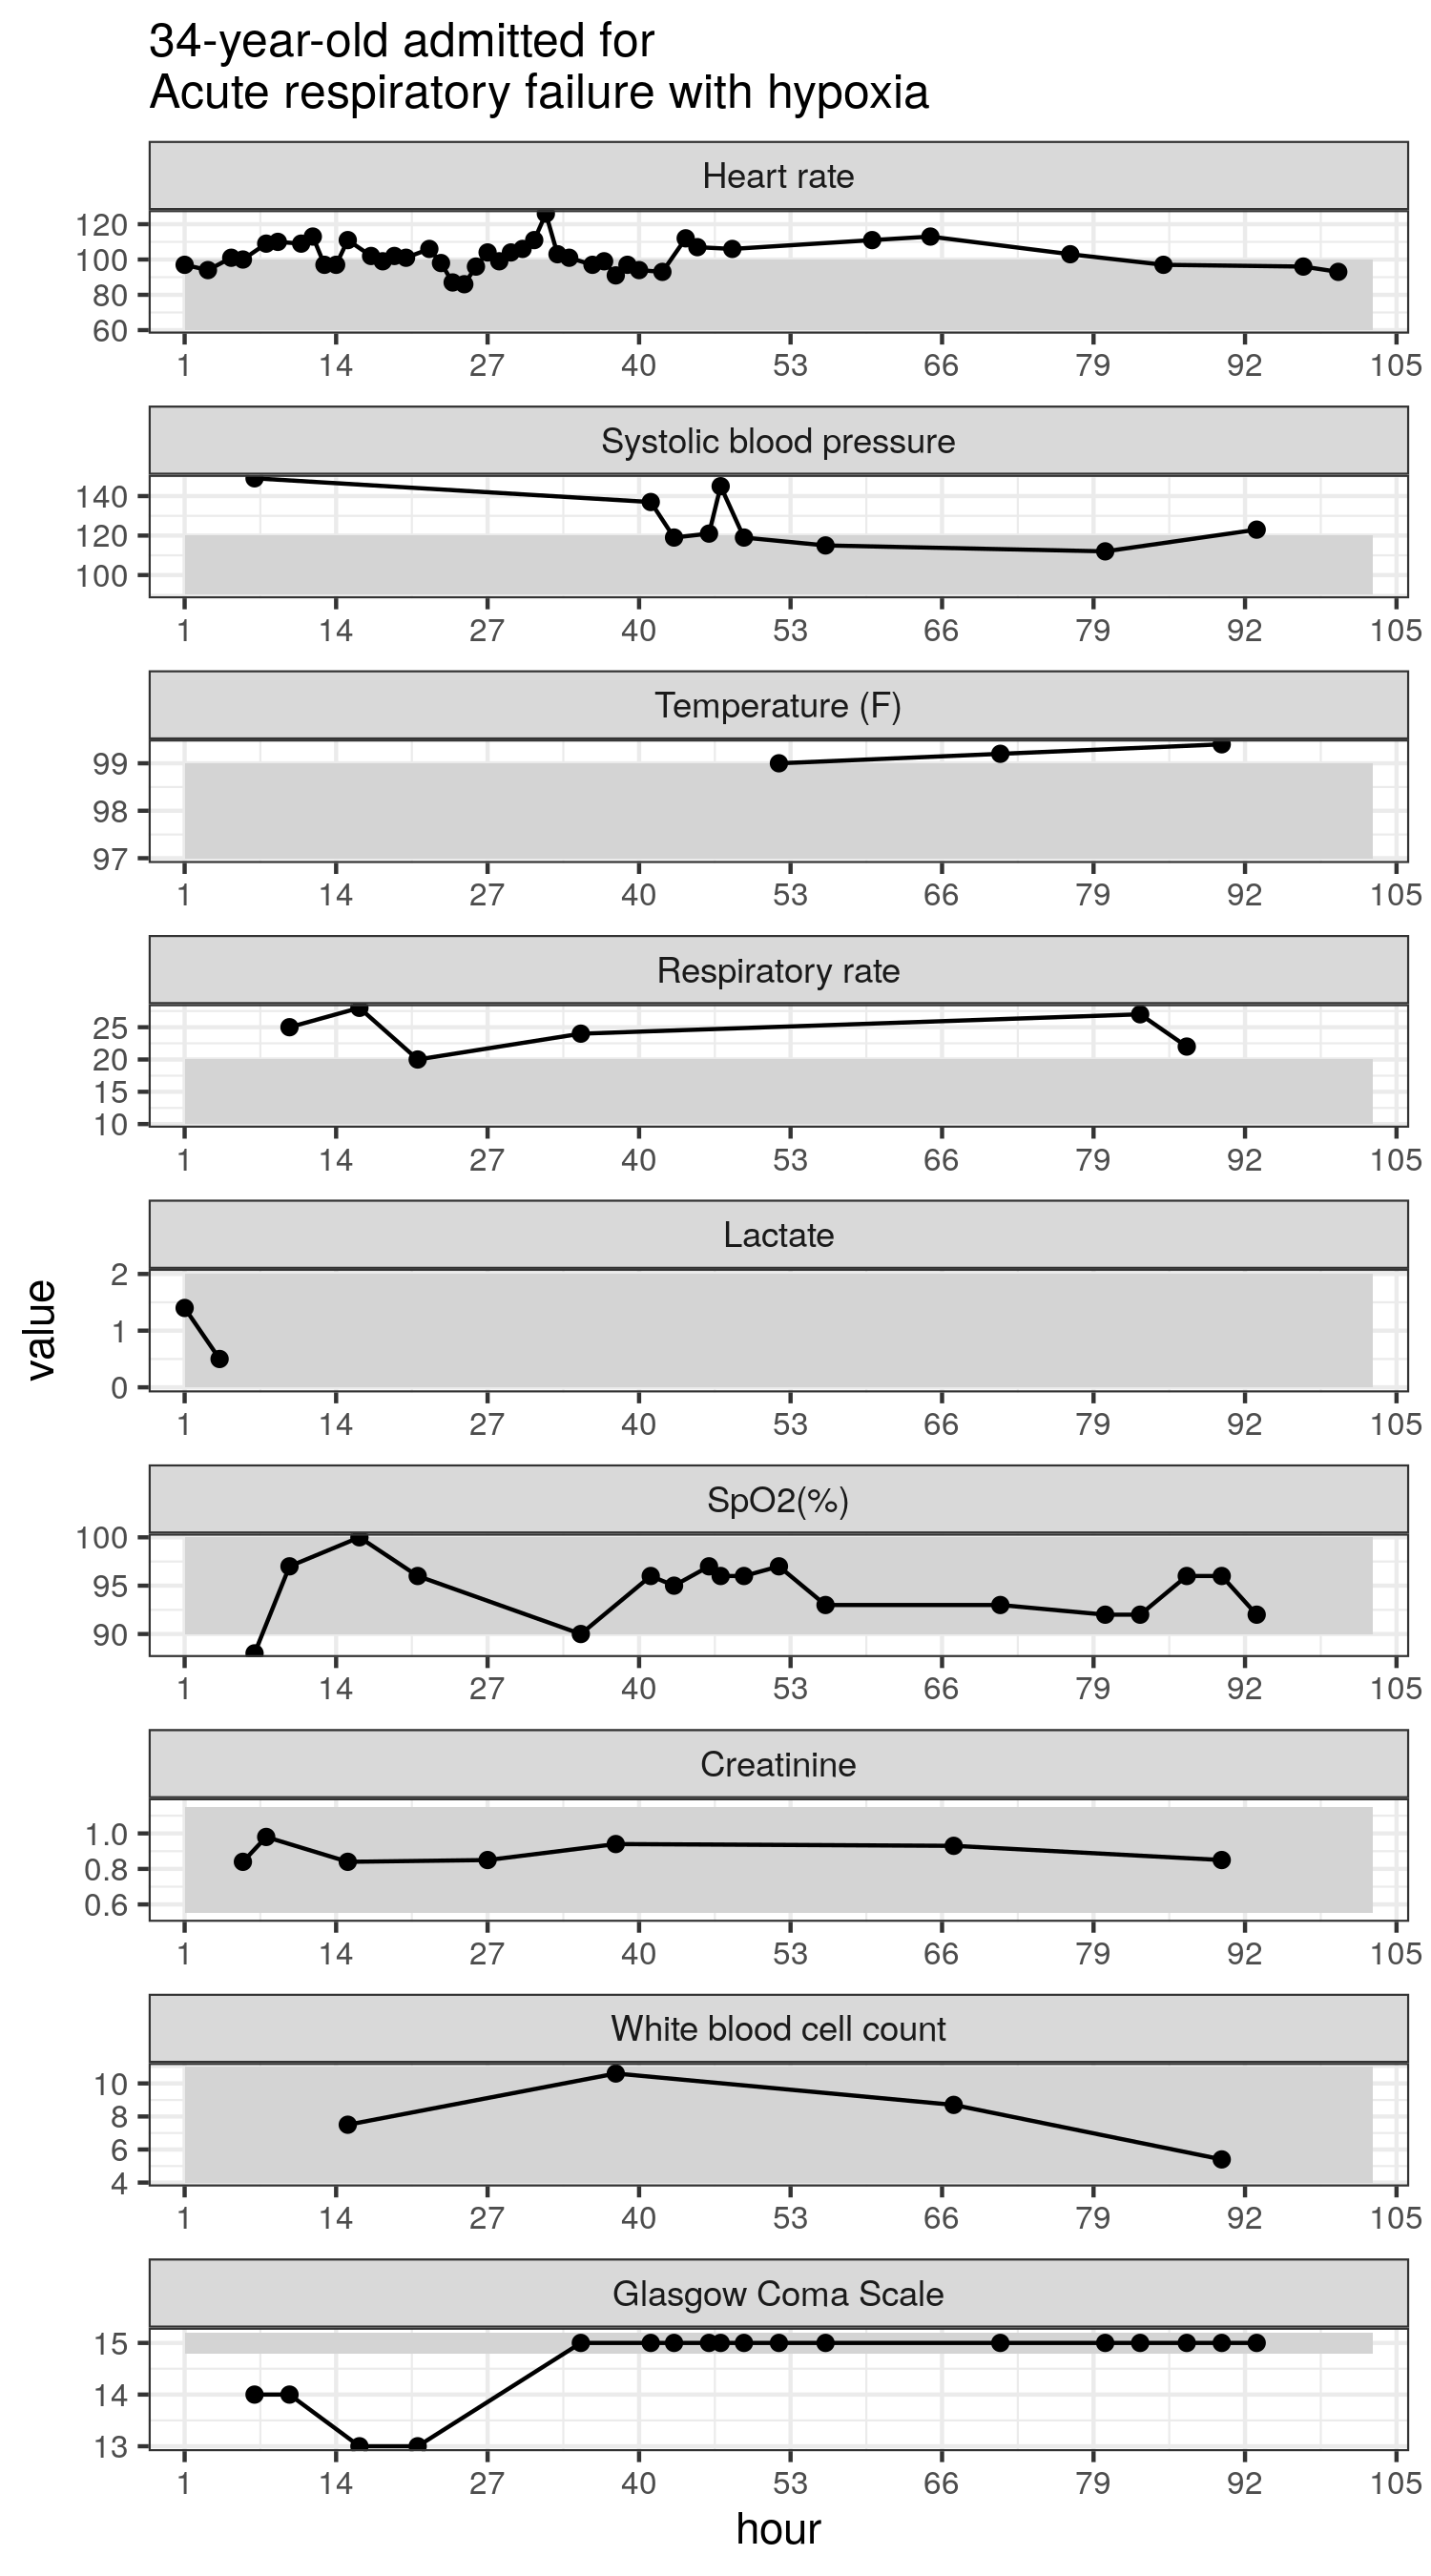 34-year-old admitted for
Acute respiratory failure with hypoxia
Heart rate
120
100
80
60
1 14 27 40 53 66 79 92 105
Systolic blood pressure
140
120
100
1 14 27 40 53 66 79 92 105
Temperature (F)
99
98
97
1 14 27 40 53 66 79 92 105
Respiratory rate
25
20
15
10
1 14 27 40 53 66 79 92 105
Lactate
value
2
1
0
1 14 27 40 53 66 79 92 105
SpO2(%)
100
95
90
1 14 27 40 53 66 79 92 105
Creatinine
1.0
0.8
0.6
1 14 27 40 53 66 79 92 105
White blood cell count
10
8
6
4
1 14 27 40 53 66 79 92 105
Glasgow Coma Scale
15
14
13
1 14 27 40 53 66 79 92 105
hour